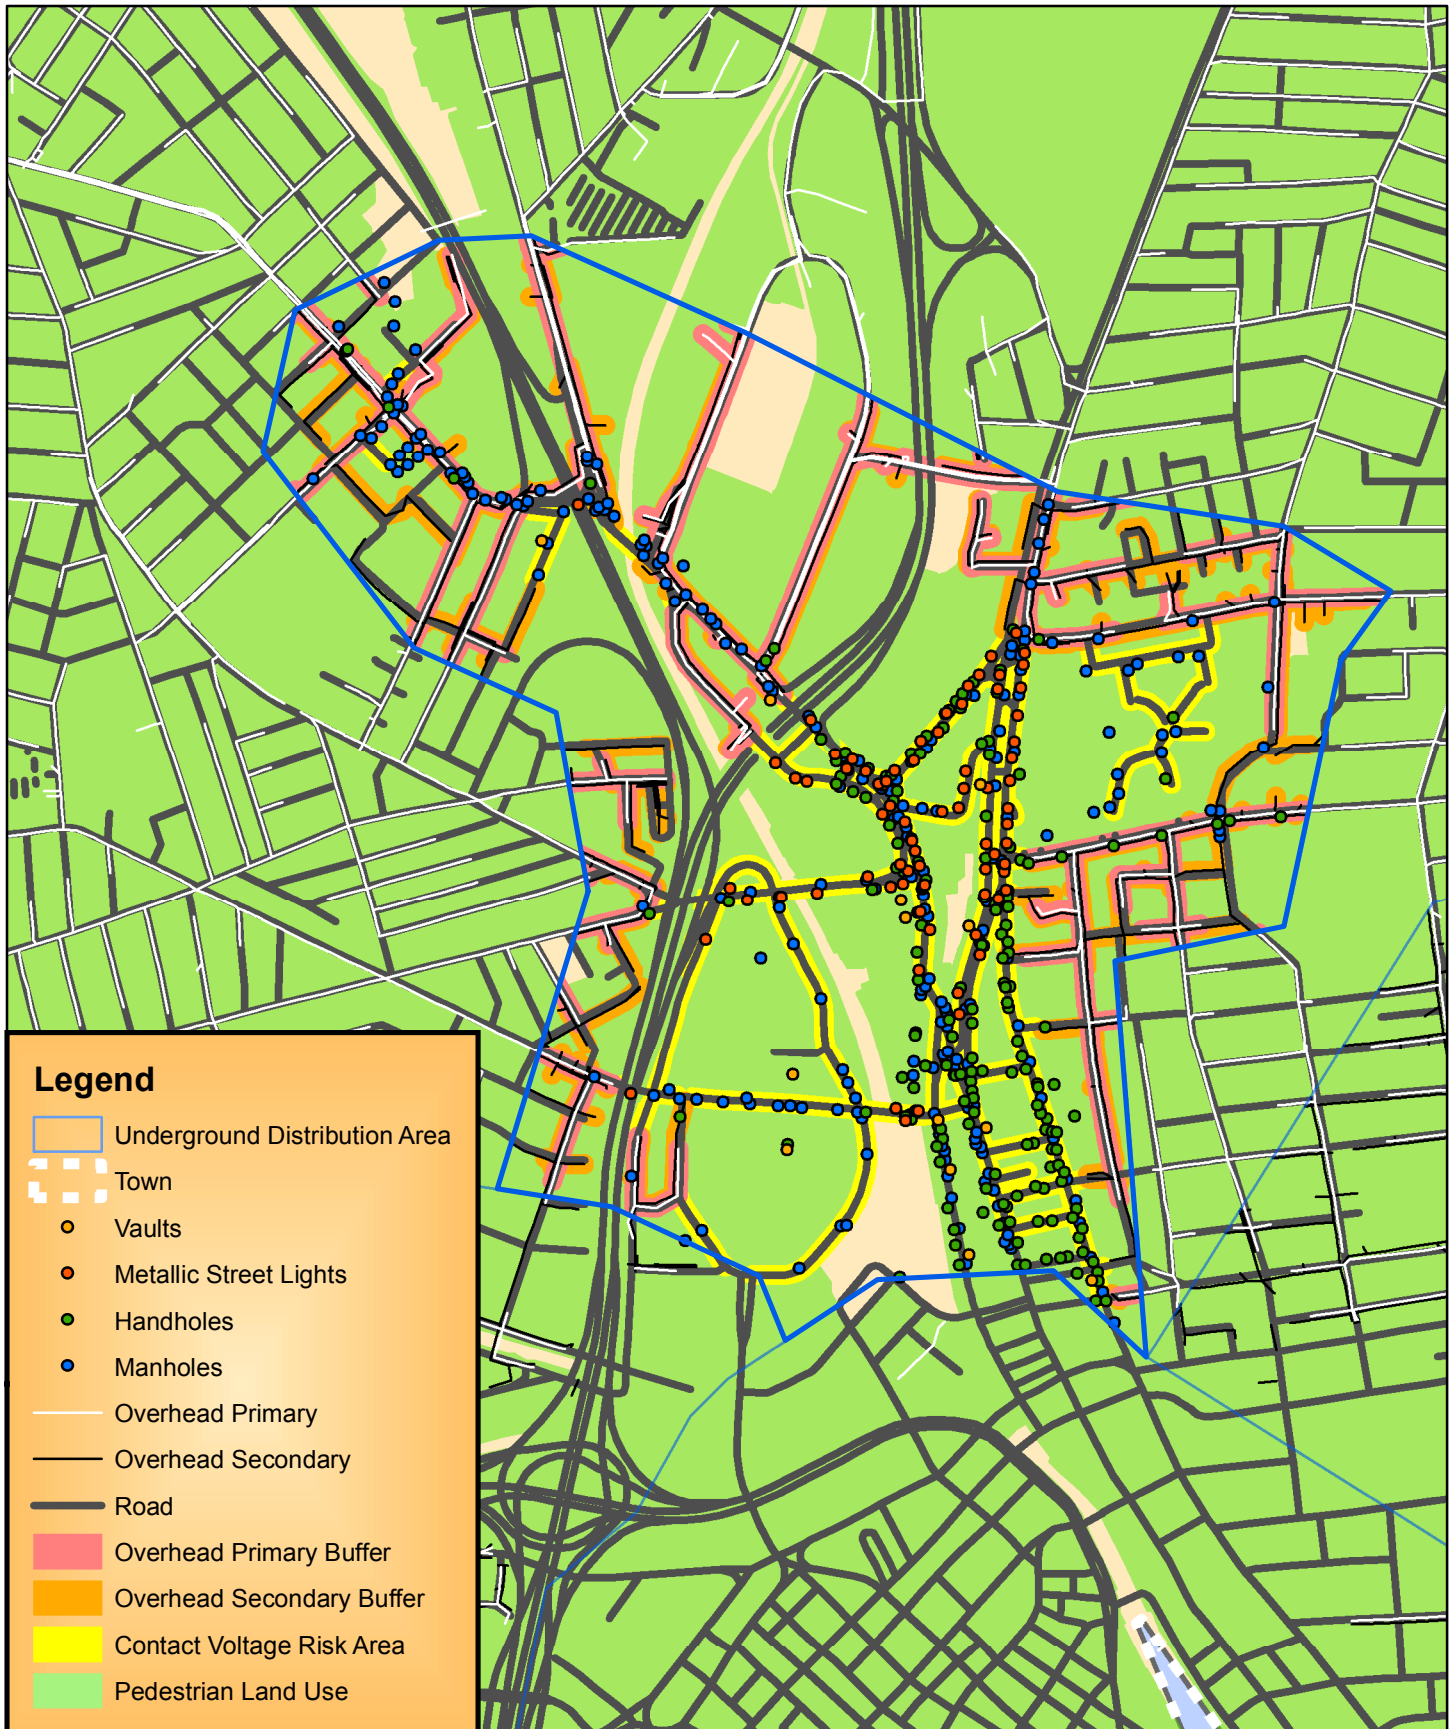 Legend
Underground Distribution Area
Town
Vaults
Metallic Street Lights
Handholes
Manholes
Overhead Primary
Overhead Secondary
Road
Overhead Primary Buffer
Overhead Secondary Buffer
Contact Voltage Risk Area
Pedestrian Land Use